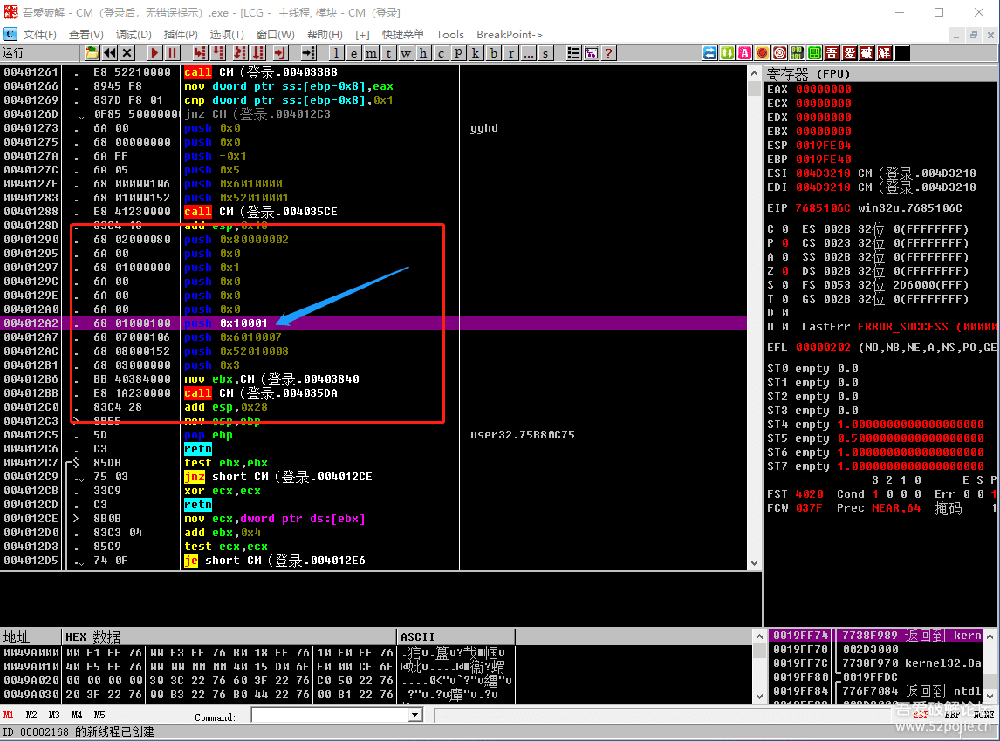 吾爱破解 - CM（登录后，无错误提示）.exe - [LCG -  主线程, 模块 - CM（登录]
文件(F) 查看(V) 调试(D) 插件(P) 选项(T) 窗口(W) 帮助(H) [+] 快捷菜单 Tools BreakPoint->
运行 l e m t w h c p k b r ... s ? 吾 爱 破 解
00401261 . E8 52210000 call CM（登录.004033B8
00401266 . 8945 F8 mov dword ptr ss:[ebp-0x8],eax
00401269 . 837D F8 01 cmp dword ptr ss:[ebp-0x8],0x1
0040126D . 0F85 5000000 jnz CM（登录.004012C3
00401273 . 6A 00 push 0x0 yyhd
00401275 . 68 00000000 push 0x0
0040127A . 6A FF push -0x1
0040127C . 6A 05 push 0x5
0040127E . 68 00000106 push 0x6010000
00401283 . 68 01000152 push 0x52010001
00401288 . E8 41230000 call CM（登录.004035CE
0040128D . 83C4 18 add esp,0x18
00401290 . 68 02000080 push 0x80000002
00401295 . 6A 00 push 0x0
00401297 . 68 01000000 push 0x1
0040129C . 6A 00 push 0x0
0040129E . 6A 00 push 0x0
004012A0 . 6A 00 push 0x0
004012A2 . 68 01000100 push 0x10001
004012A7 . 68 07000106 push 0x6010007
004012AC . 68 08000152 push 0x52010008
004012B1 . 68 03000000 push 0x3
004012B6 . BB 40384000 mov ebx,CM（登录.00403840
004012BB . E8 1A230000 call CM（登录.004035DA
004012C0 . 83C4 28 add esp,0x28
004012C3 > 8BE5 mov esp,ebp
004012C5 . 5D pop ebp user32.75B80C75
004012C6 . C3 retn
004012C7 $ 85DB test ebx,ebx
004012C9 . 75 03 jnz short CM（登录.004012CE
004012CB . 33C9 xor ecx,ecx
004012CD . C3 retn
004012CE > 8B0B mov ecx,dword ptr ds:[ebx]
004012D0 . 83C3 04 add ebx,0x4
004012D3 . 85C9 test ecx,ecx
004012D5 . 74 0F je short CM（登录.004012E6
寄存器 (FPU)
EAX 00000000
ECX 00000000
EDX 00000000
EBX 00000000
ESP 0019FE04
EBP 0019FE40
ESI 004D3218 CM（登录.004D3218
EDI 004D3218 CM（登录.004D3218
EIP 7685106C win32u.7685106C
C 0 ES 002B 32位 0(FFFFFFFF)
P 0 CS 0023 32位 0(FFFFFFFF)
A 0 SS 002B 32位 0(FFFFFFFF)
Z 0 DS 002B 32位 0(FFFFFFFF)
S 0 FS 0053 32位 2D6000(FFF)
T 0 GS 002B 32位 0(FFFFFFFF)
D 0
O 0 LastErr ERROR_SUCCESS (00000
EFL 00000202 (NO,NB,NE,A,NS,PO,GE
ST0 empty 0.0
ST1 empty 0.0
ST2 empty 0.0
ST3 empty 0.0
ST4 empty 1.0000000000000000000
ST5 empty 0.5000000000000000000
ST6 empty 1.0000000000000000000
ST7 empty 1.0000000000000000000
3 2 1 0 E S P
FST 4020 Cond 1 0 0 0 Err 0 0 1
FCW 037F Prec NEAR,64 掩码 1
地址 HEX 数据 ASCII
0049A000 00 E1 FE 76 00 F3 FE 76 B0 18 FE 76 10 E0 FE 76
0049A010 40 E5 FE 76 00 00 00 00 40 15 D0 6F E0 00 CE 6F
0049A020 00 00 00 00 30 3C 22 76 60 3F 22 76 C0 50 22 76
0049A030 20 3F 22 76 00 B3 22 76 B0 44 22 76 00 B1 22 76
0019FF74 7738F989 返回到 kern
0019FF78 002D3000
0019FF7C 7738F970 kernel32.Ba
0019FF80 0019FFDC
0019FF84 776F7084 返回到 ntdl
M1 M2 M3 M4 M5 Command: ESP EBP NONE
ID 00002168 的新线程已创建
吾爱破解论坛
www.52pojie.cn